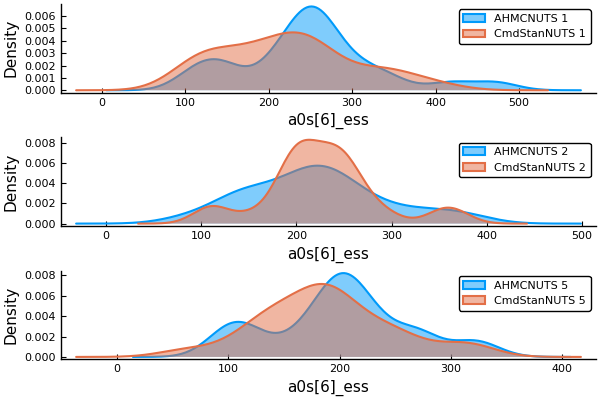 0.006
0.005
0.004
0.003
0.002
0.001
0.000
Density
AHMCNUTS 1
CmdStanNUTS 1
0 100 200 300 400 500
a0s[6]_ess
0.008
0.006
0.004
0.002
0.000
Density
AHMCNUTS 2
CmdStanNUTS 2
0 100 200 300 400 500
a0s[6]_ess
0.008
0.006
0.004
0.002
0.000
Density
AHMCNUTS 5
CmdStanNUTS 5
0 100 200 300 400
a0s[6]_ess